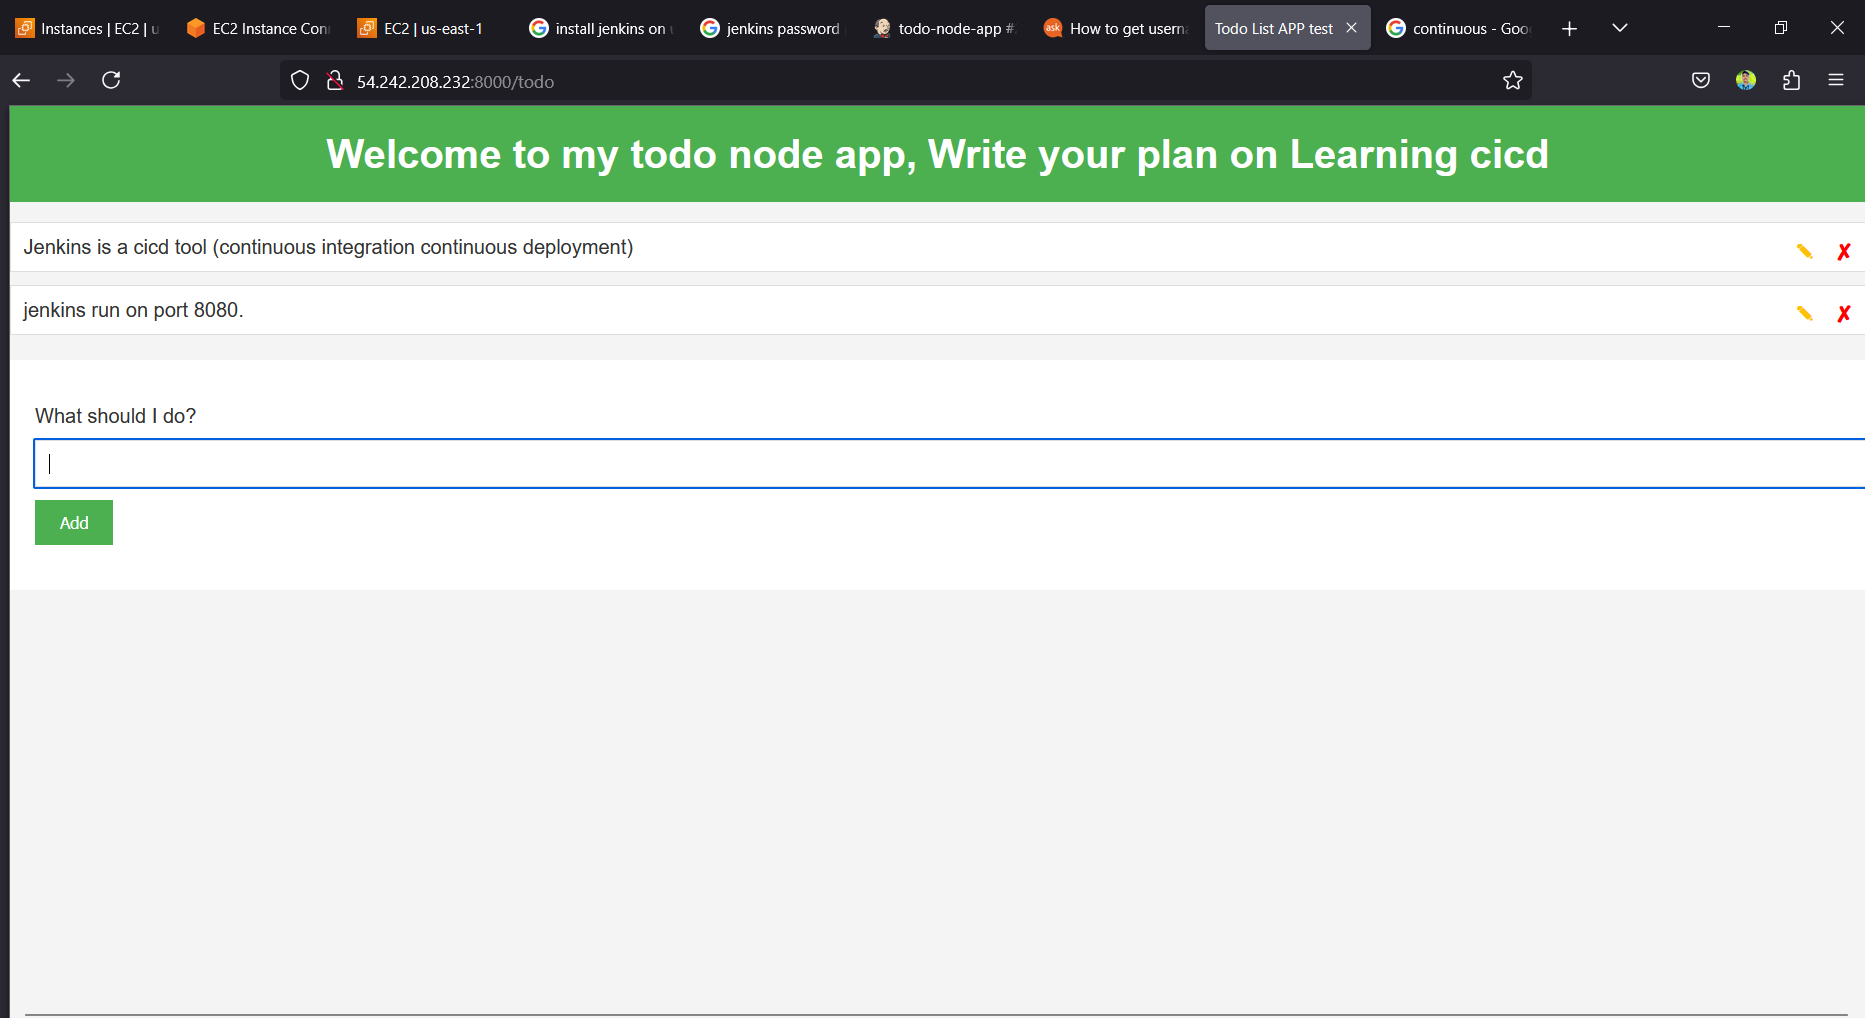 Instances | EC2 | u
EC2 Instance Con
EC2 | us-east-1
install jenkins on
jenkins password
todo-node-app #
How to get userna
Todo List APP test
continuous - Goo
54.242.208.232:8000/todo
Welcome to my todo node app, Write your plan on Learning cicd
Jenkins is a cicd tool (continuous integration continuous deployment)
jenkins run on port 8080.
What should I do?
Add